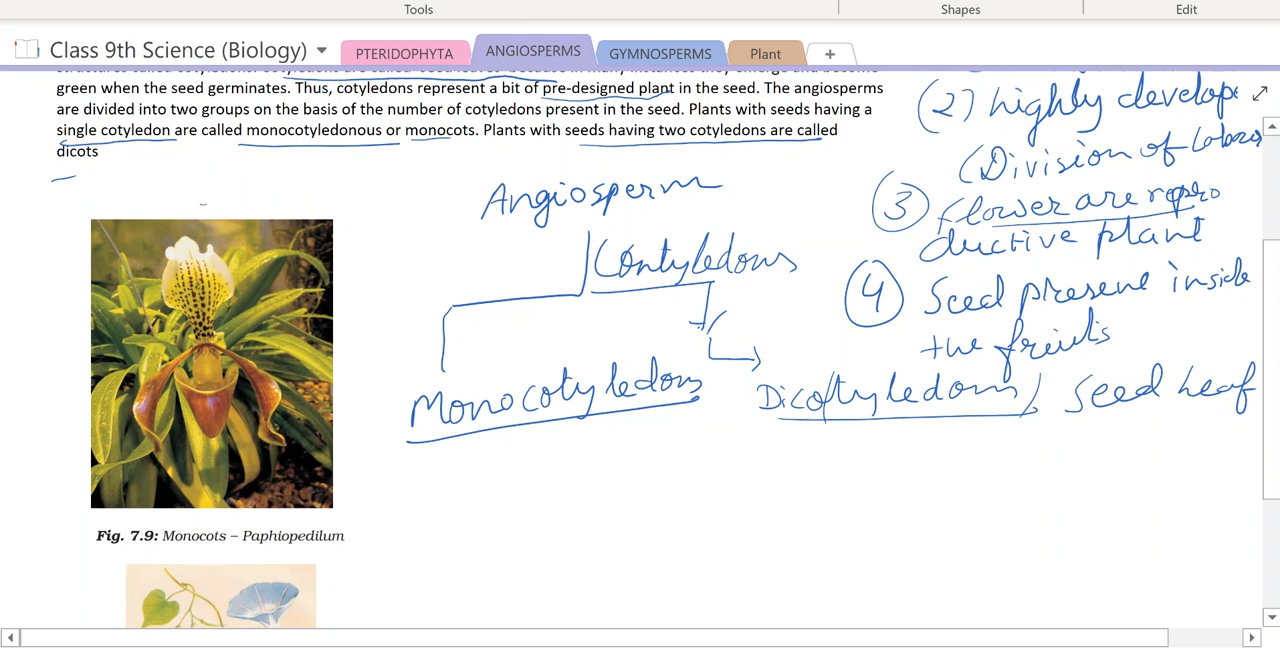 Tools Shapes Edit
Class 9th Science (Biology) PTERIDOPHYTA ANGIOSPERMS GYMNOSPERMS Plant +
green when the seed germinates. Thus, cotyledons represent a bit of pre-designed plant in the seed. The angiosperms
are divided into two groups on the basis of the number of cotyledons present in the seed. Plants with seeds having a
single cotyledon are called monocotyledonous or monocots. Plants with seeds having two cotyledons are called
dicots
(2) highly develope
(Division of labour
(3) flower are repro
ductive plant
(4) Seed present inside
the fruits
Angiosperm
Contyledons
Monocotyledons
Dicotyledons) Seed Leaf
Fig. 7.9: Monocots – Paphiopedilum